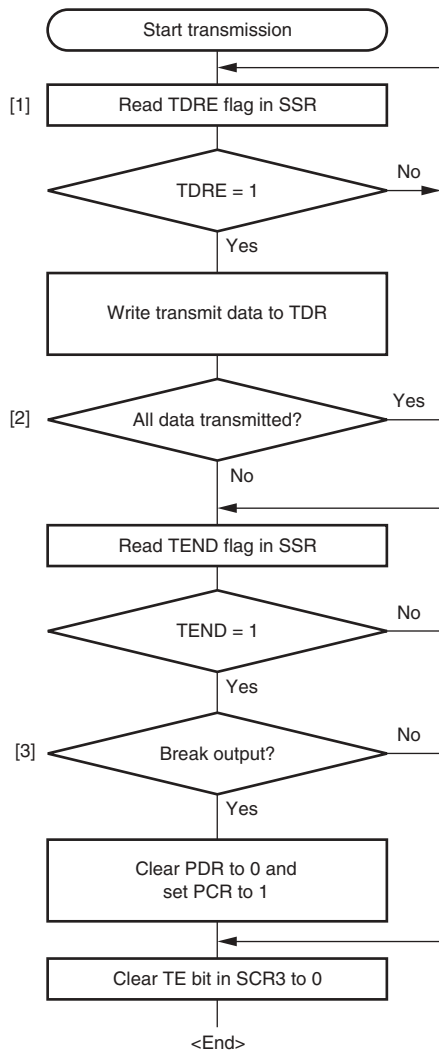 Start transmission
[1]
Read TDRE flag in SSR
No
TDRE = 1
Yes
Write transmit data to TDR
Yes
[2]
All data transmitted?
No
Read TEND flag in SSR
No
TEND = 1
Yes
No
[3]
Break output?
Yes
Clear PDR to 0 and
set PCR to 1
Clear TE bit in SCR3 to 0
<End>